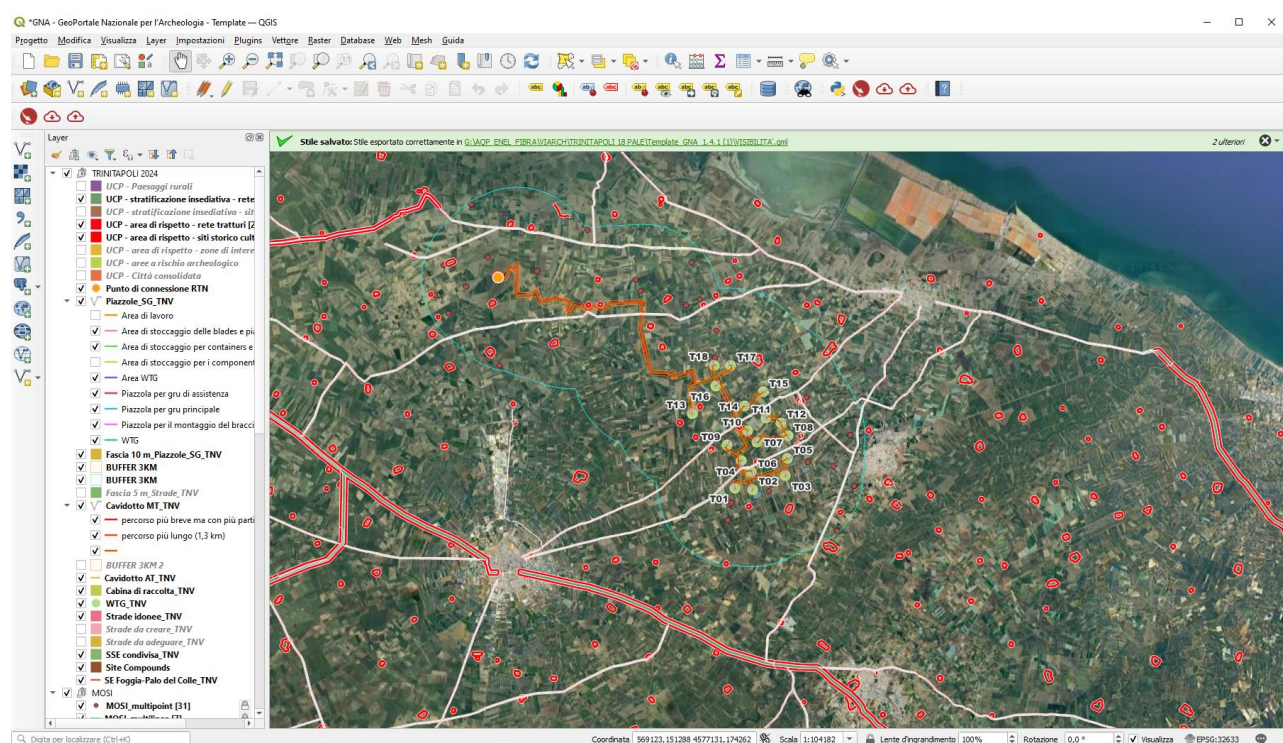 *GNA - GeoPortale Nazionale per l'Archeologia - Template — QGIS
Progetto Modifica Visualizza Layer Impostazioni Plugins Vettore Raster Database Web Mesh Guida
Layer
Stile salvato: Stile esportato correttamente in G:\AOP_ENEL_FIBRA\VIARCH\TRINITAPOLI 18 PALE\Template_GNA_1.4.1 (1)\VISIBILITA'.qml
2 ulteriori
TRINITAPOLI 2024
UCP - Paesaggi rurali
UCP - stratificazione insediativa - rete
UCP - stratificazione insediativa - sit
UCP - area di rispetto - rete tratturi [2
UCP - area di rispetto - siti storico cult
UCP - area di rispetto - zone di intere
UCP - aree a rischio archeologico
UCP - Città consolidata
Punto di connessione RTN
Piazzole_SG_TNV
Area di lavoro
Area di stoccaggio delle blades e pi
Area di stoccaggio per containers e
Area di stoccaggio per i component
Area WTG
Piazzola per gru di assistenza
Piazzola per gru principale
Piazzola per il montaggio del bracci
WTG
Fascia 10 m_Piazzole_SG_TNV
BUFFER 3KM
BUFFER 3KM
Fascia 5 m_Strade_TNV
Cavidotto MT_TNV
percorso più breve ma con più parti
percorso più lungo (1,3 km)
BUFFER 3KM 2
Cavidotto AT_TNV
Cabina di raccolta_TNV
WTG_TNV
Strade idonee_TNV
Strade da creare_TNV
Strade da adeguare_TNV
SSE condivisa_TNV
Site Compounds
SE Foggia-Palo del Colle_TNV
MOSI
MOSI_multipoint [31]
MOSI_multilinea [7]
T18 T17
T15
T16
T13 T14
T11 T12
T10
T08
T09 T07
T05
T06
T04
T02 T03
T01
Digita per localizzare (Ctrl+K)
Coordinata 569123,151288 4577131,174262 Scala 1:104182 Lente d'ingrandimento 100% Rotazione 0,0 ° Visualizza EPSG:32633